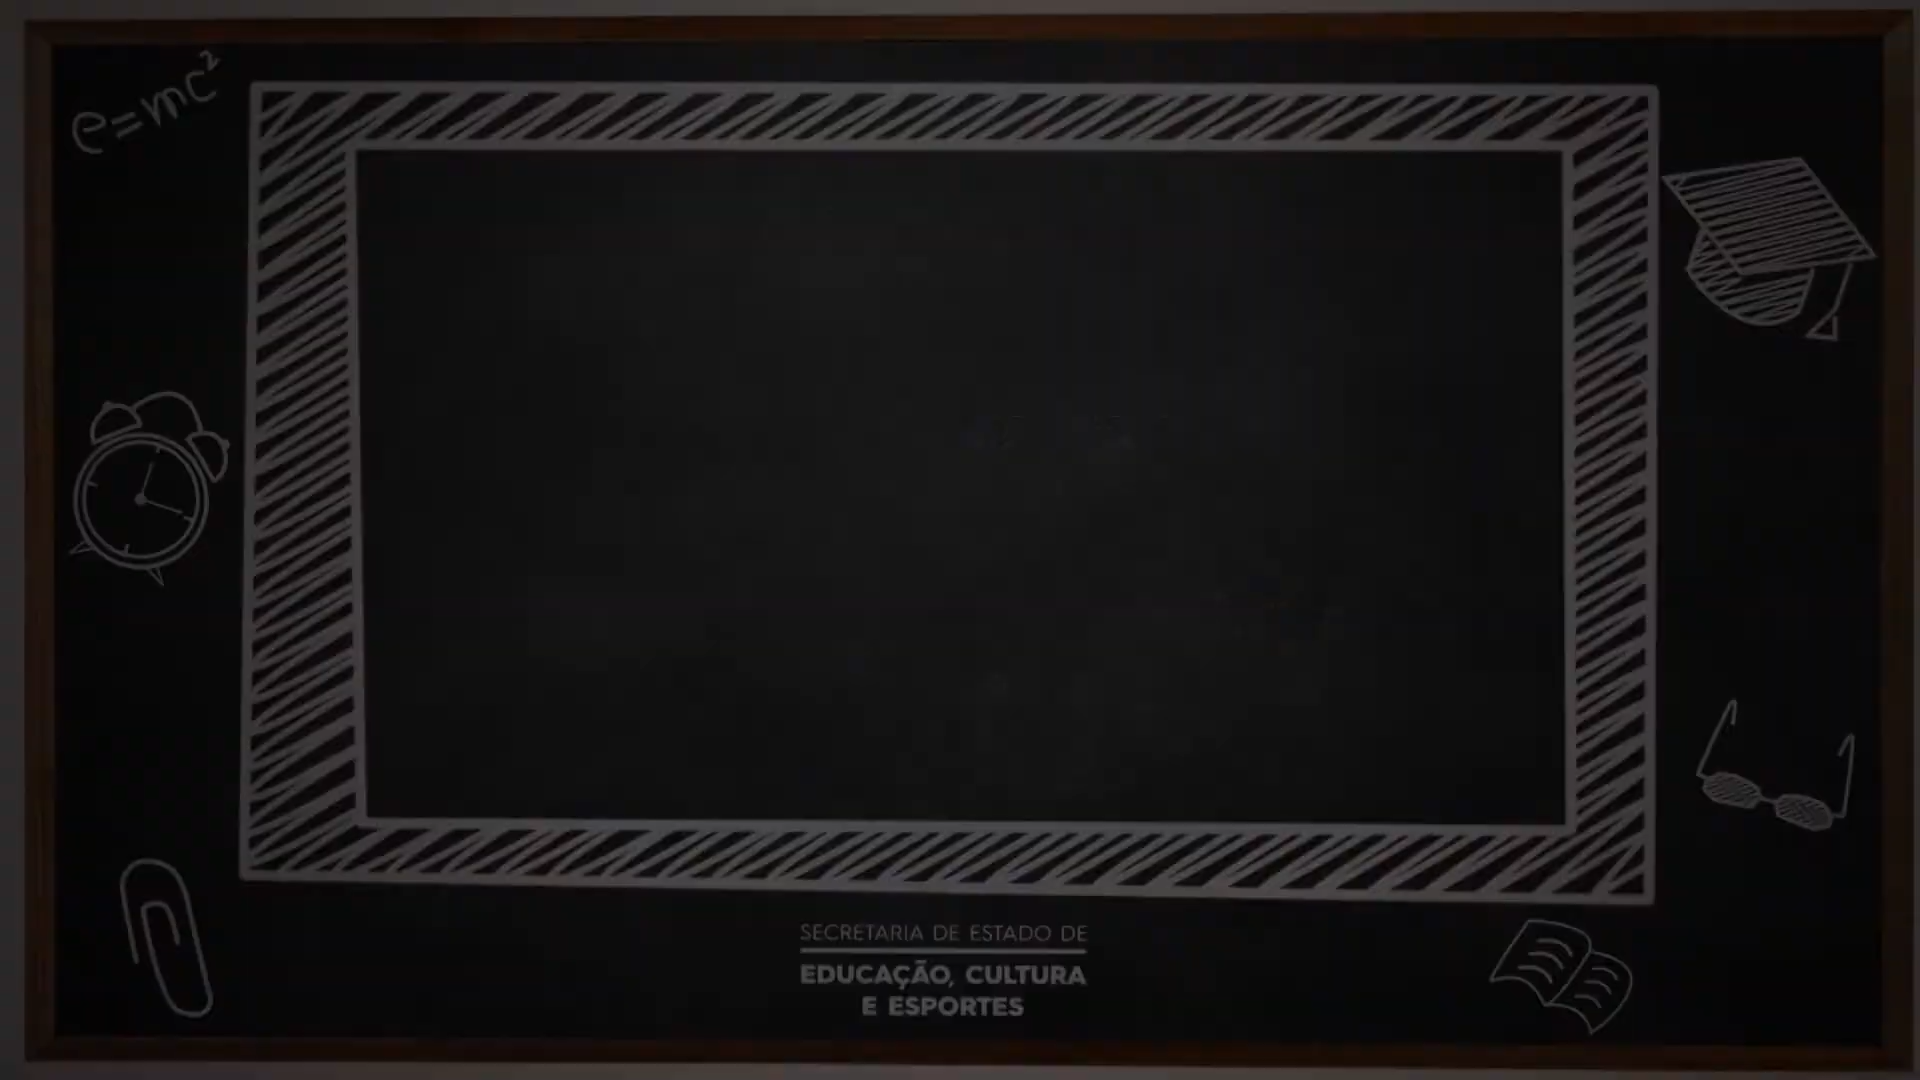 e=mc²
SECRETARIA DE ESTADO DE
EDUCAÇÃO, CULTURA
E ESPORTES